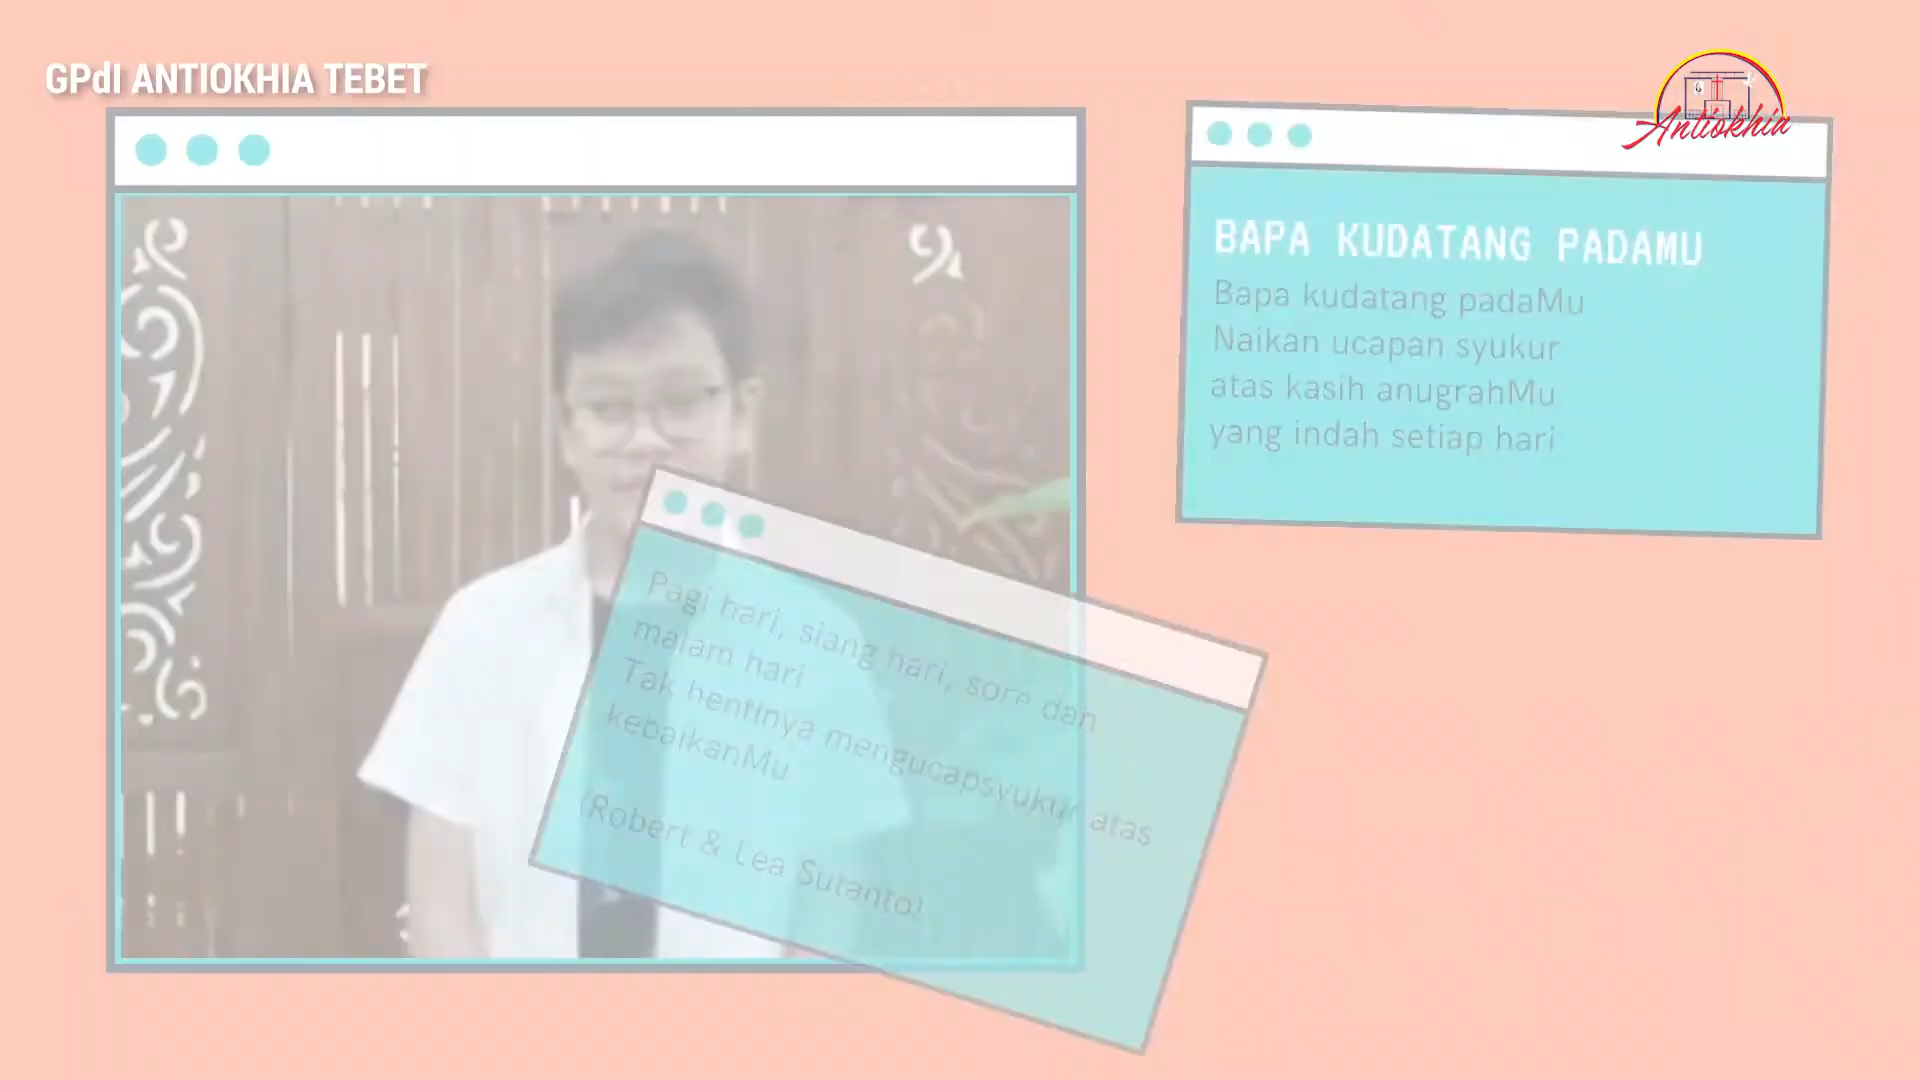 GPdI ANTIOKHIA TEBET
Antiokhia
BAPA KUDATANG PADAMU
Bapa kudatang padaMu
Naikan ucapan syukur
atas kasih anugrahMu
yang indah setiap hari
Pagi hari, siang hari, sore dan
malam hari
Tak hentinya mengucapsyukur atas
kebaikanMu
(Robert & Lea Sutanto)